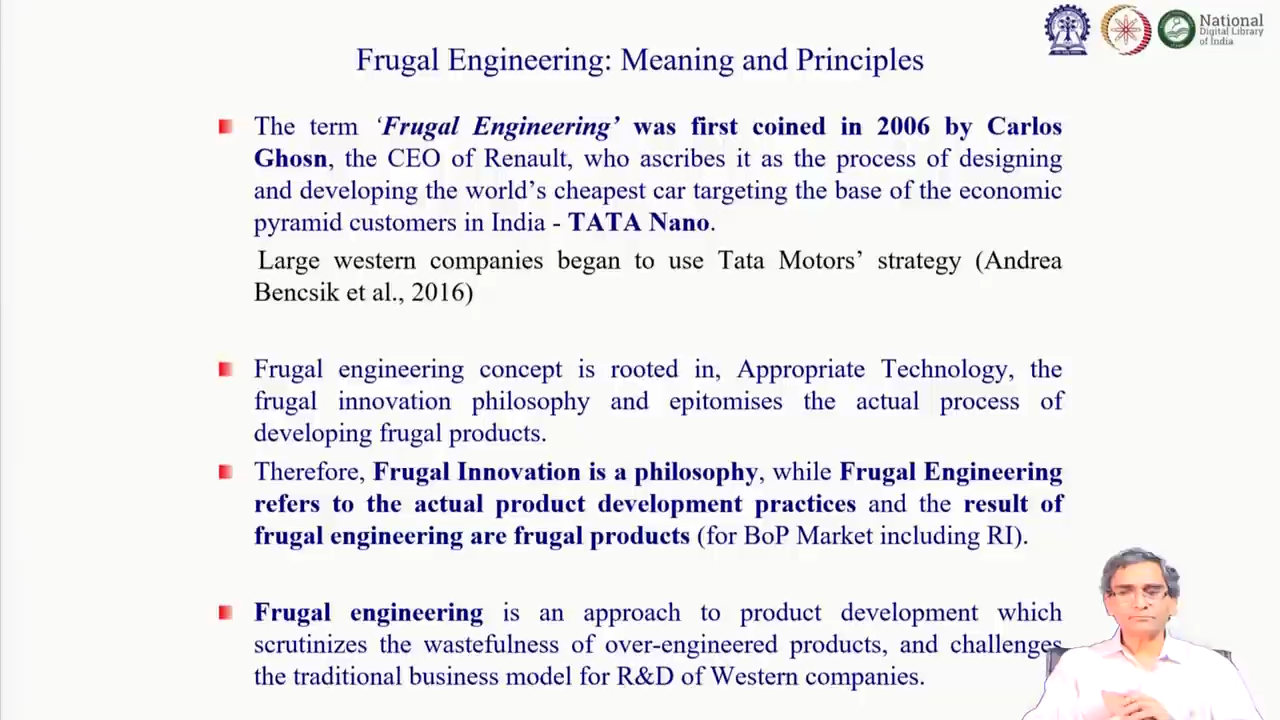 National
Digital Library
of India
Frugal Engineering: Meaning and Principles
The term ‘Frugal Engineering’ was first coined in 2006 by Carlos
Ghosn, the CEO of Renault, who ascribes it as the process of designing
and developing the world’s cheapest car targeting the base of the economic
pyramid customers in India - TATA Nano.
Large western companies began to use Tata Motors’ strategy (Andrea
Bencsik et al., 2016)
Frugal engineering concept is rooted in, Appropriate Technology, the
frugal innovation philosophy and epitomises the actual process of
developing frugal products.
Therefore, Frugal Innovation is a philosophy, while Frugal Engineering
refers to the actual product development practices and the result of
frugal engineering are frugal products (for BoP Market including RI).
Frugal engineering is an approach to product development which
scrutinizes the wastefulness of over-engineered products, and challenges
the traditional business model for R&D of Western companies.